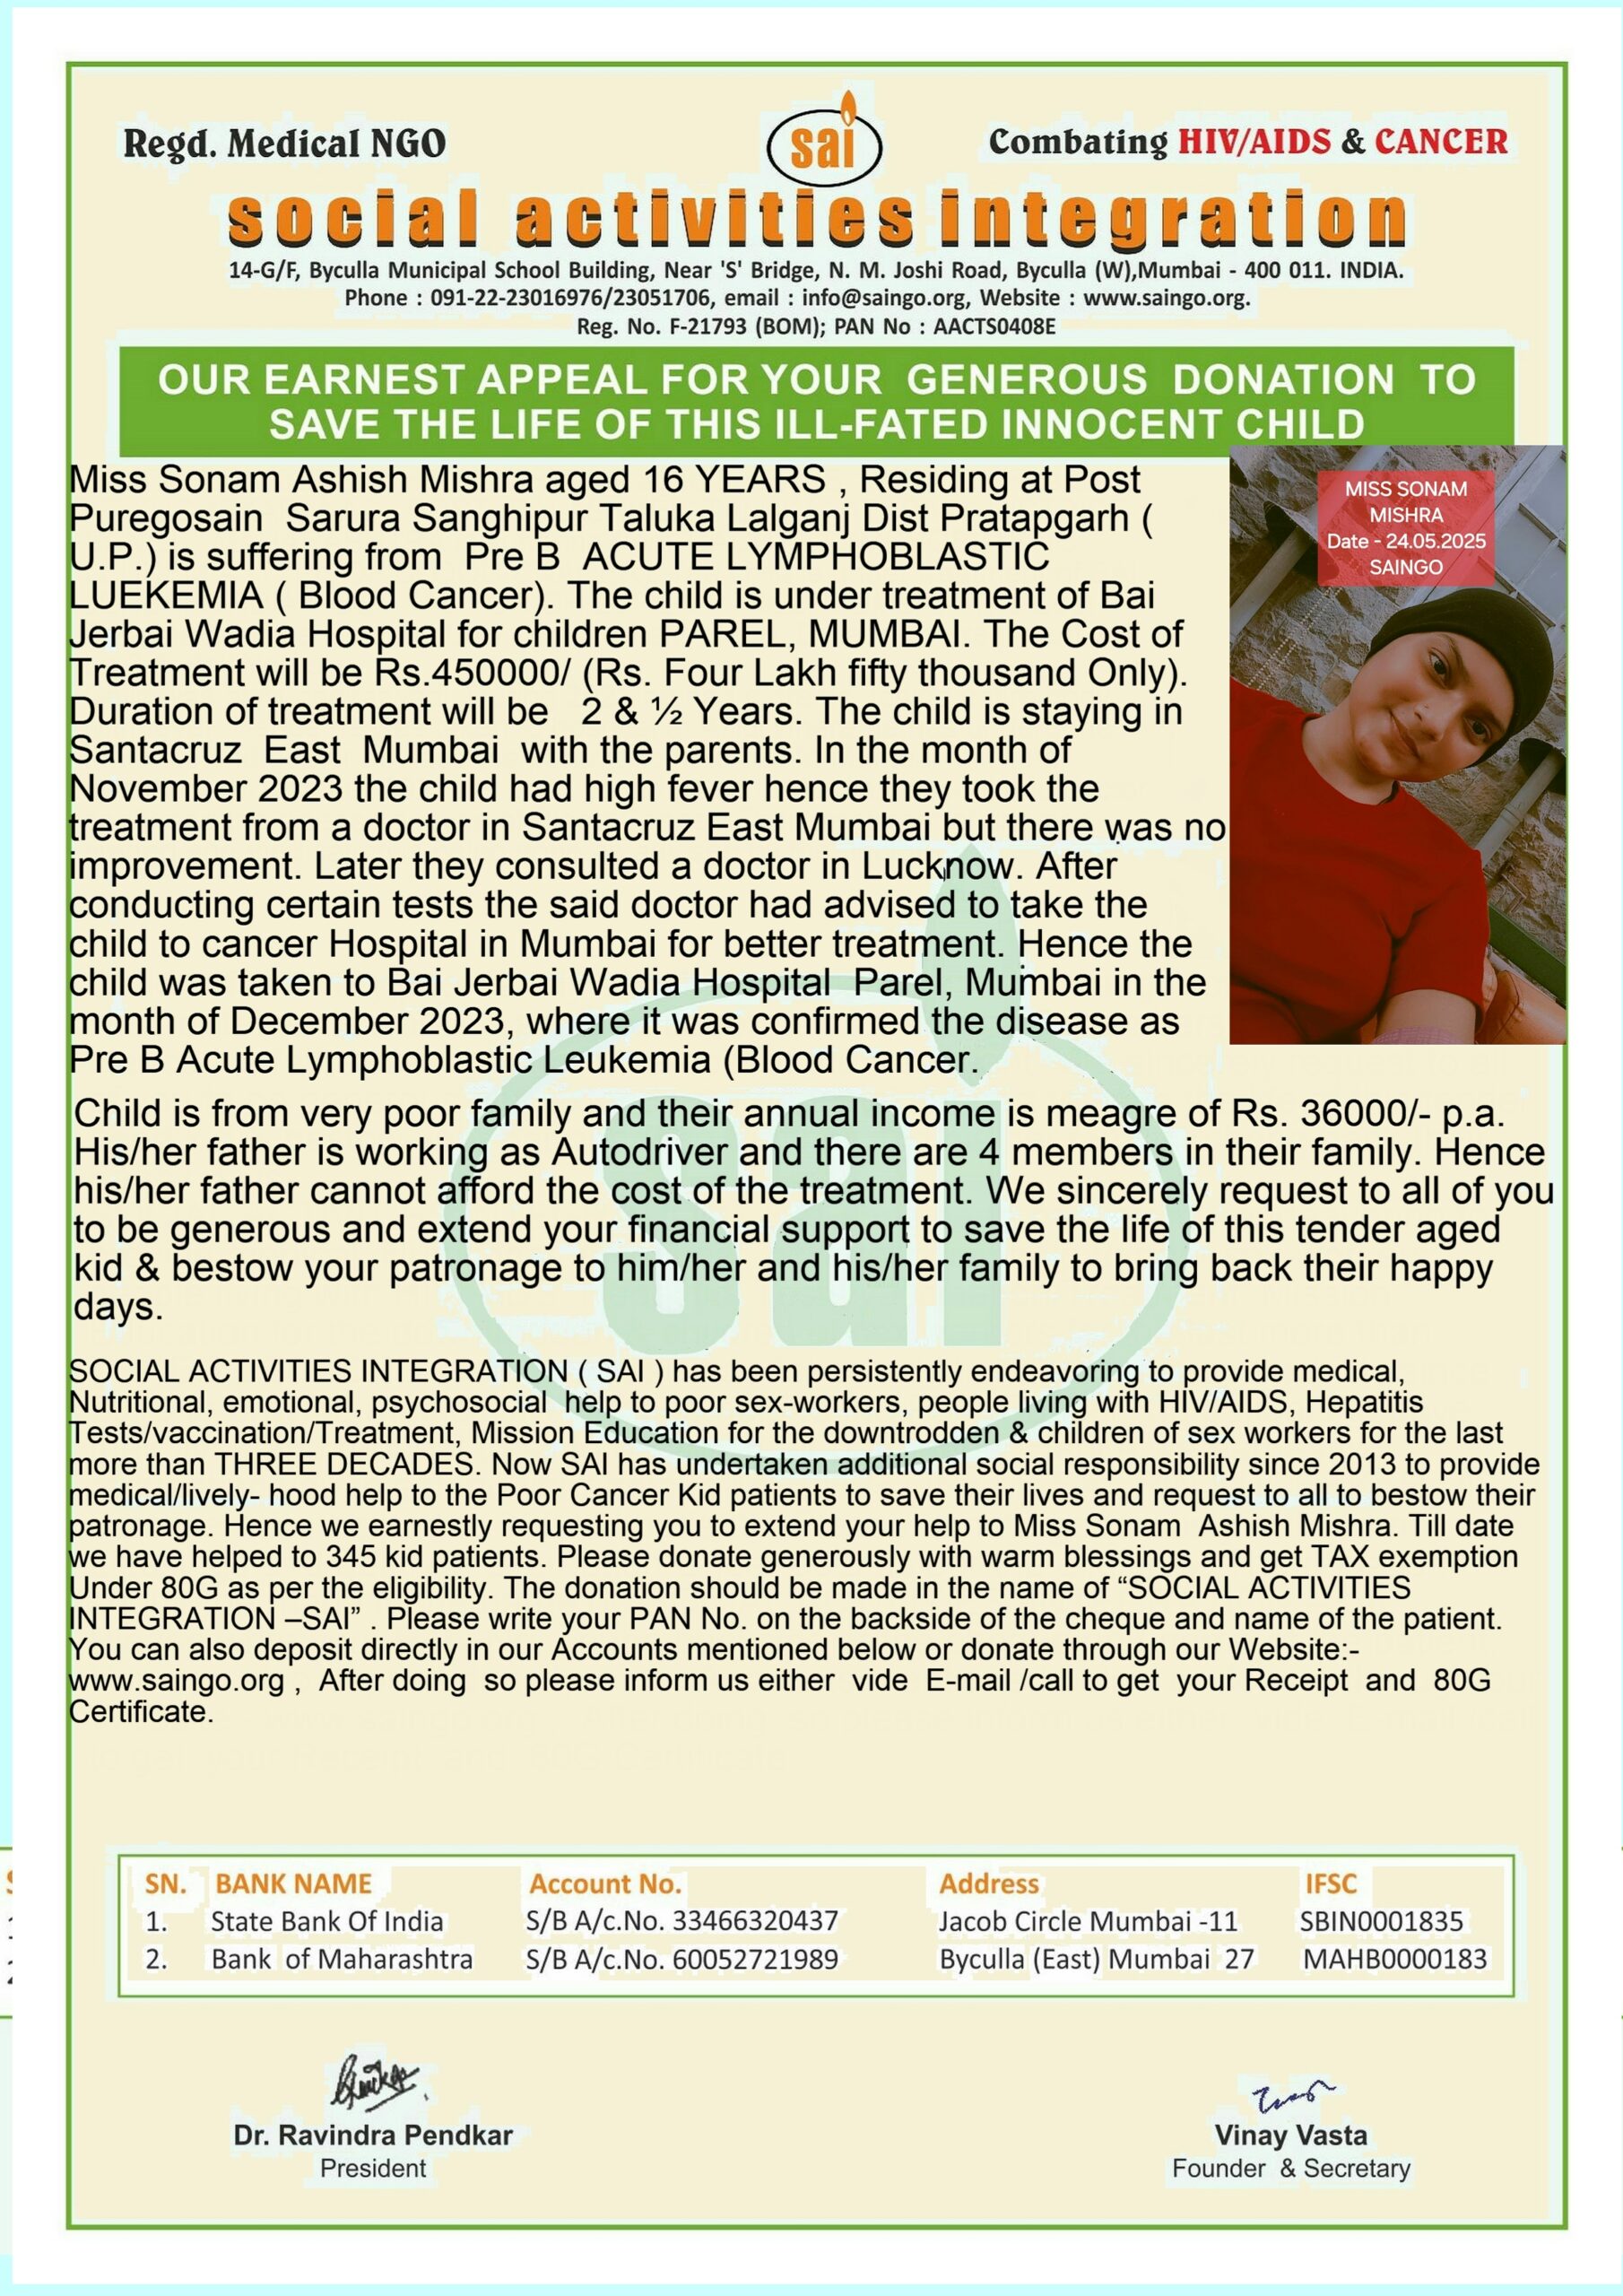 Regd. Medical NGO
sai
Combating HIV/AIDS & CANCER
social activities integration
14-G/F, Byculla Municipal School Building, Near 'S' Bridge, N. M. Joshi Road, Byculla (W),Mumbai - 400 011. INDIA.
Phone : 091-22-23016976/23051706, email : info@saingo.org, Website : www.saingo.org.
Reg. No. F-21793 (BOM); PAN No : AACTS0408E
OUR EARNEST APPEAL FOR YOUR GENEROUS DONATION TO
SAVE THE LIFE OF THIS ILL-FATED INNOCENT CHILD
Miss Sonam Ashish Mishra aged 16 YEARS , Residing at Post
Puregosain Sarura Sanghipur Taluka Lalganj Dist Pratapgarh (
U.P.) is suffering from Pre B ACUTE LYMPHOBLASTIC
LUEKEMIA ( Blood Cancer). The child is under treatment of Bai
Jerbai Wadia Hospital for children PAREL, MUMBAI. The Cost of
Treatment will be Rs.450000/ (Rs. Four Lakh fifty thousand Only).
Duration of treatment will be 2 & ½ Years. The child is staying in
Santacruz East Mumbai with the parents. In the month of
November 2023 the child had high fever hence they took the
treatment from a doctor in Santacruz East Mumbai but there was no
improvement. Later they consulted a doctor in Lucknow. After
conducting certain tests the said doctor had advised to take the
child to cancer Hospital in Mumbai for better treatment. Hence the
child was taken to Bai Jerbai Wadia Hospital Parel, Mumbai in the
month of December 2023, where it was confirmed the disease as
Pre B Acute Lymphoblastic Leukemia (Blood Cancer.
MISS SONAM
MISHRA
Date - 24.05.2025
SAINGO
Child is from very poor family and their annual income is meagre of Rs. 36000/- p.a.
His/her father is working as Autodriver and there are 4 members in their family. Hence
his/her father cannot afford the cost of the treatment. We sincerely request to all of you
to be generous and extend your financial support to save the life of this tender aged
kid & bestow your patronage to him/her and his/her family to bring back their happy
days.
sai
SOCIAL ACTIVITIES INTEGRATION ( SAI ) has been persistently endeavoring to provide medical,
Nutritional, emotional, psychosocial help to poor sex-workers, people living with HIV/AIDS, Hepatitis
Tests/vaccination/Treatment, Mission Education for the downtrodden & children of sex workers for the last
more than THREE DECADES. Now SAI has undertaken additional social responsibility since 2013 to provide
medical/lively- hood help to the Poor Cancer Kid patients to save their lives and request to all to bestow their
patronage. Hence we earnestly requesting you to extend your help to Miss Sonam Ashish Mishra. Till date
we have helped to 345 kid patients. Please donate generously with warm blessings and get TAX exemption
Under 80G as per the eligibility. The donation should be made in the name of “SOCIAL ACTIVITIES
INTEGRATION –SAI” . Please write your PAN No. on the backside of the cheque and name of the patient.
You can also deposit directly in our Accounts mentioned below or donate through our Website:-
www.saingo.org , After doing so please inform us either vide E-mail /call to get your Receipt and 80G
Certificate.
SN. BANK NAME Account No. Address IFSC
1. State Bank Of India S/B A/c.No. 33466320437 Jacob Circle Mumbai -11 SBIN0001835
2. Bank of Maharashtra S/B A/c.No. 60052721989 Byculla (East) Mumbai 27 MAHB0000183
Dr. Ravindra Pendkar
President
Vinay Vasta
Founder & Secretary